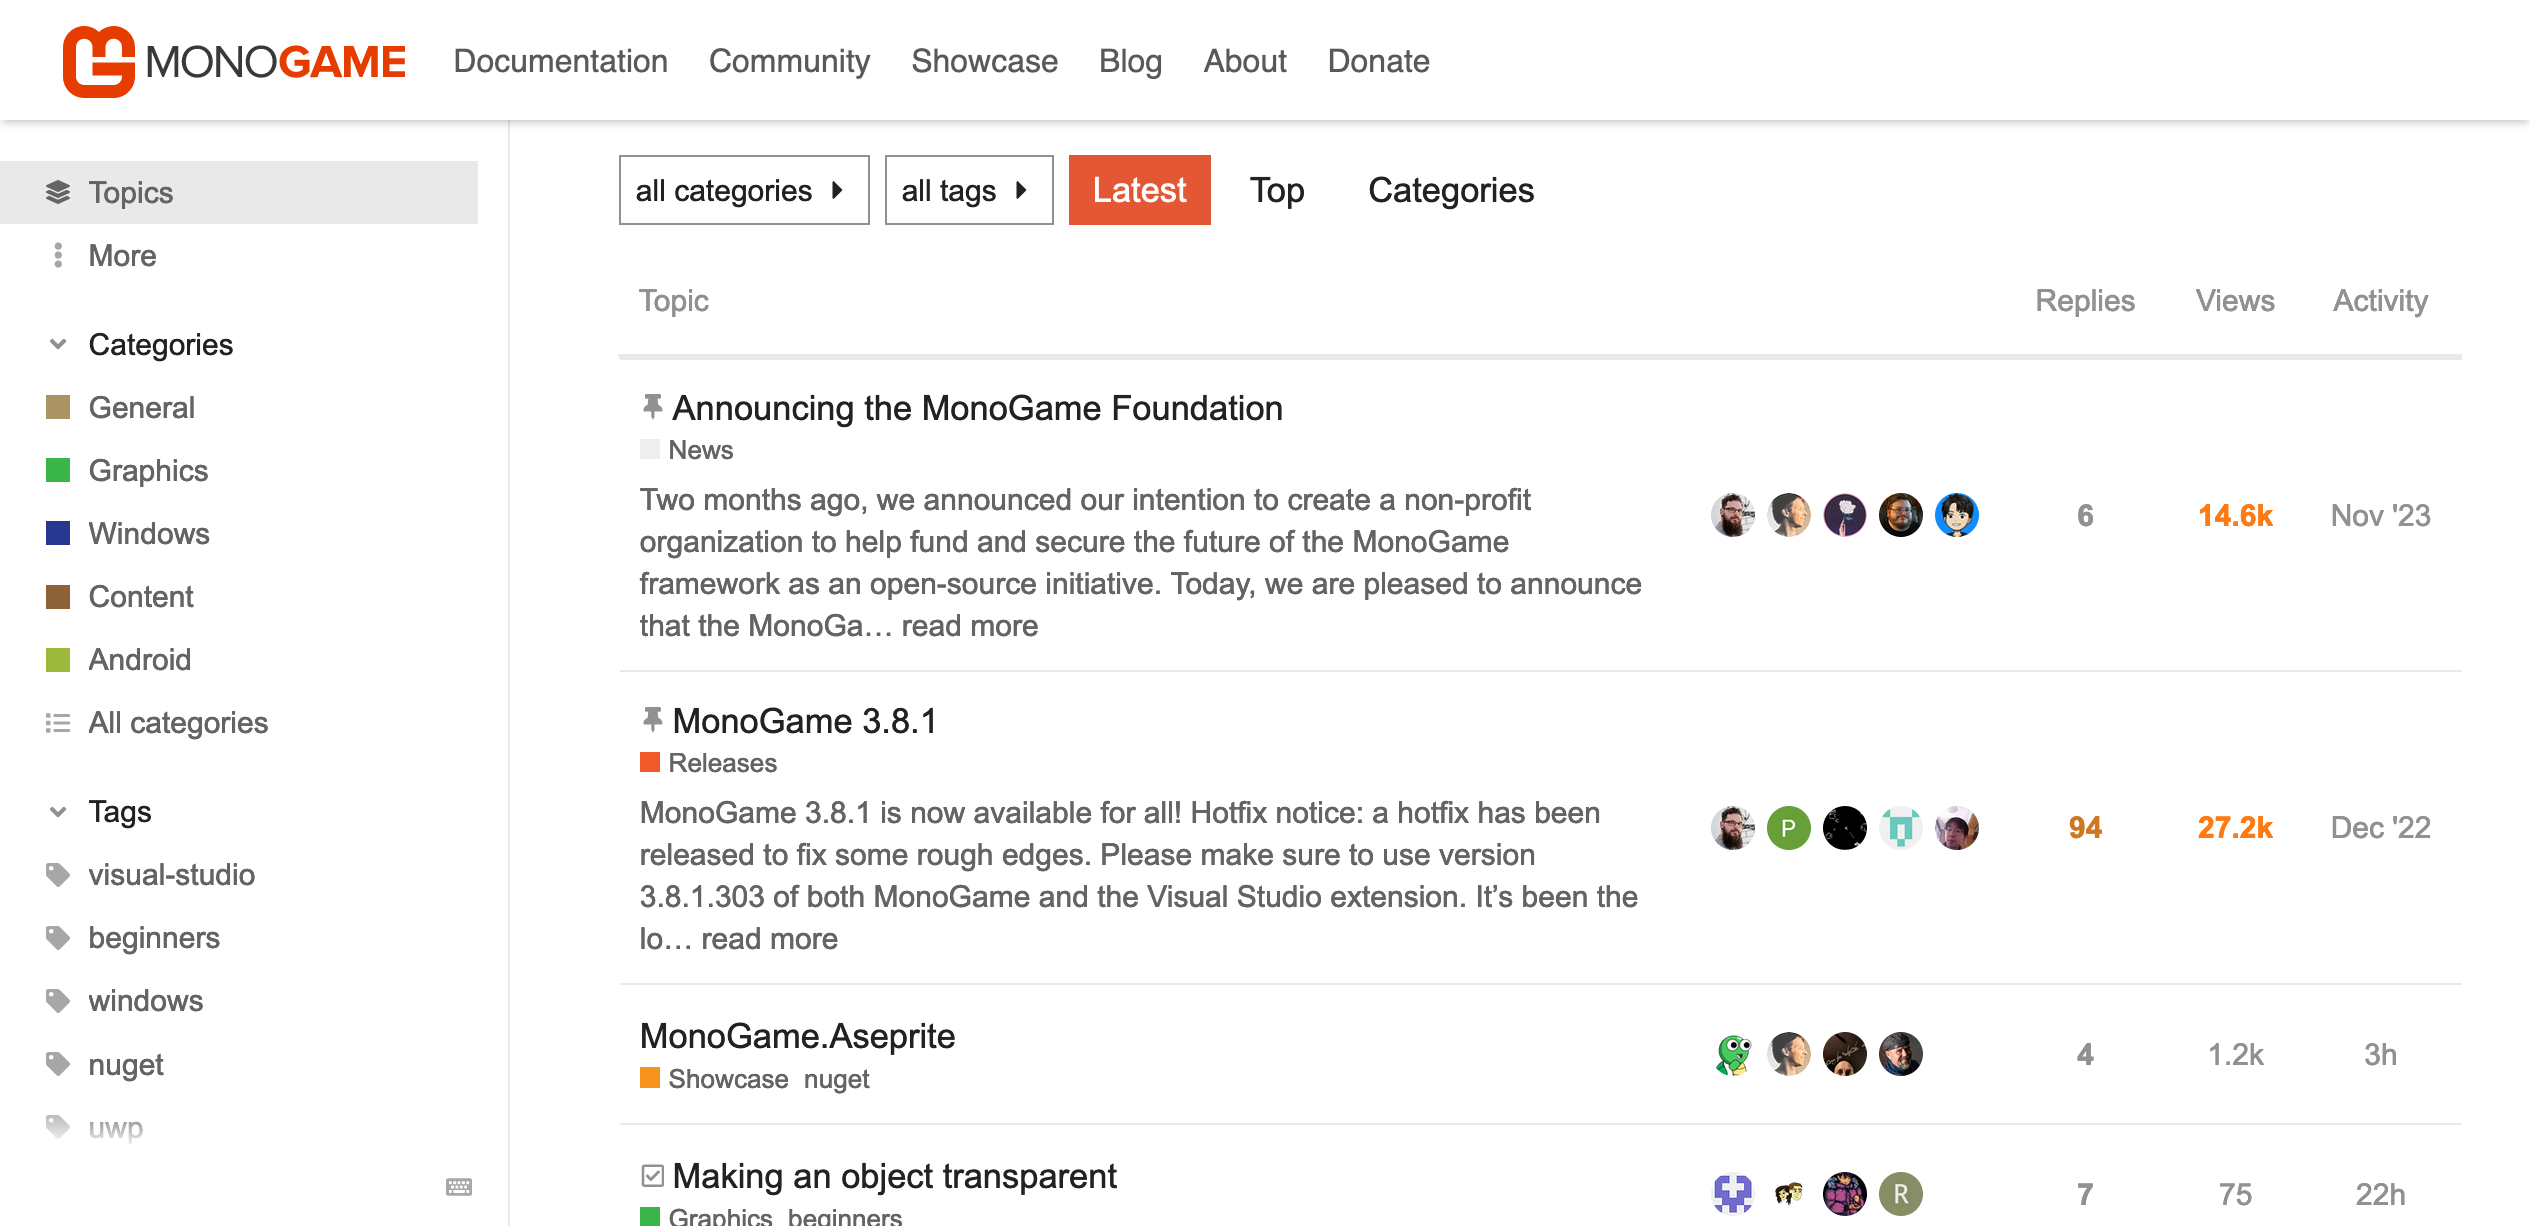 MONOGAME Documentation Community Showcase Blog About Donate
Topics
More
Categories
General
Graphics
Windows
Content
Android
All categories
Tags
visual-studio
beginners
windows
nuget
uwp
all categories all tags Latest Top Categories
Topic Replies Views Activity
Announcing the MonoGame Foundation
News
Two months ago, we announced our intention to create a non-profit
organization to help fund and secure the future of the MonoGame
framework as an open-source initiative. Today, we are pleased to announce
that the MonoGa… read more
6 14.6k Nov '23
MonoGame 3.8.1
Releases
MonoGame 3.8.1 is now available for all! Hotfix notice: a hotfix has been
released to fix some rough edges. Please make sure to use version
3.8.1.303 of both MonoGame and the Visual Studio extension. It’s been the
lo… read more
P 94 27.2k Dec '22
MonoGame.Aseprite
Showcase nuget
4 1.2k 3h
Making an object transparent
Graphics beginners
R 7 75 22h